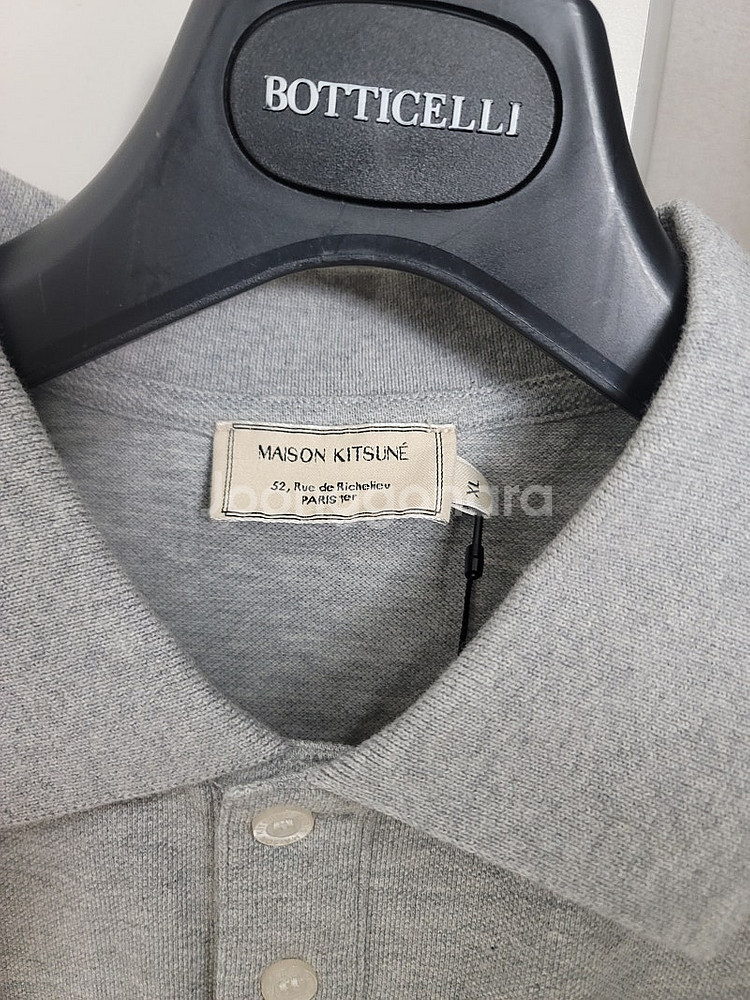 BOTTICELLI
MAISON KITSUNÉ
52, Rue de Richelieu
PARIS 1er
XL